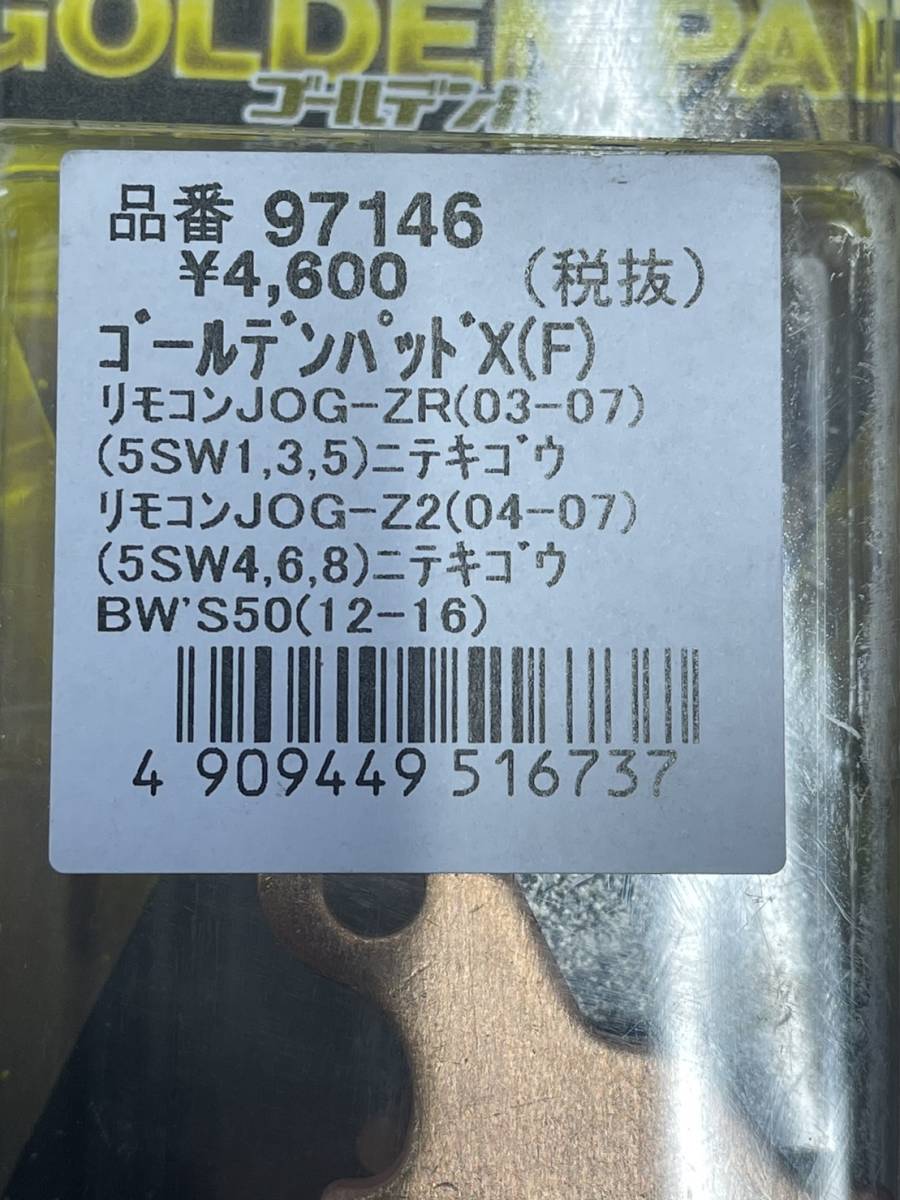 GOLDEN PAD
ゴールデンパ
品番 97146
¥4,600 (税抜)
ゴールデンパッドX(F)
リモコンJOG-ZR(03-07)
(5SW1,3,5)ニテキゴウ
リモコンJOG-Z2(04-07)
(5SW4,6,8)ニテキゴウ
BW'S50(12-16)
4 909449 516737